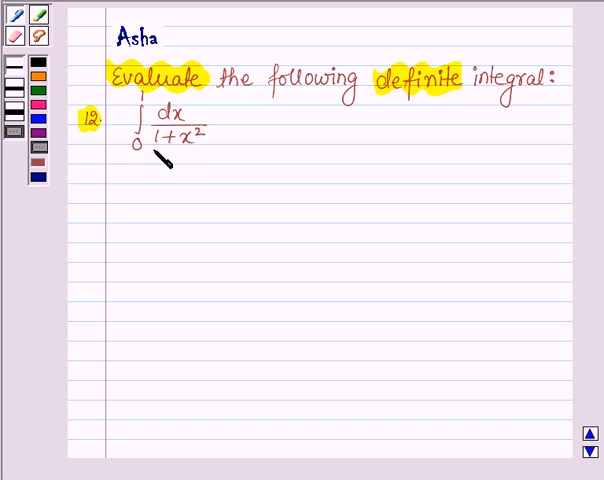 Asha
Evaluate the following definite integral:
12. ∫₀¹ dx/(1+x²)